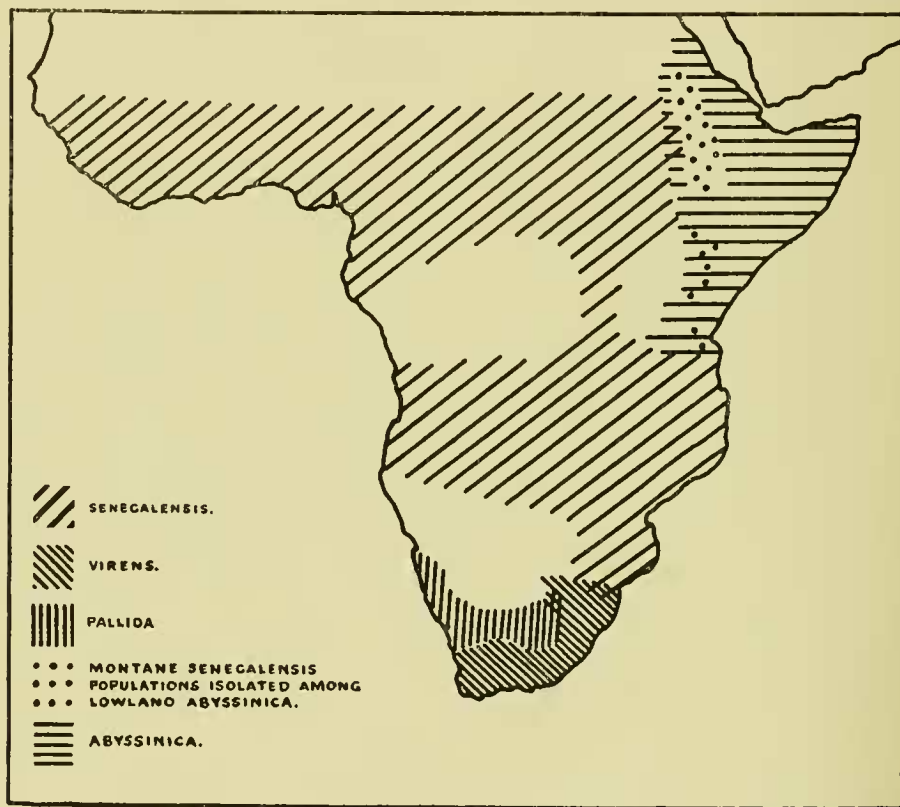 SENEGALENSIS.
VIRENS.
PALLIDA
MONTANE SENEGALENSIS
POPULATIONS ISOLATED AMONG
LOWLAND ABYSSINICA.
ABYSSINICA.